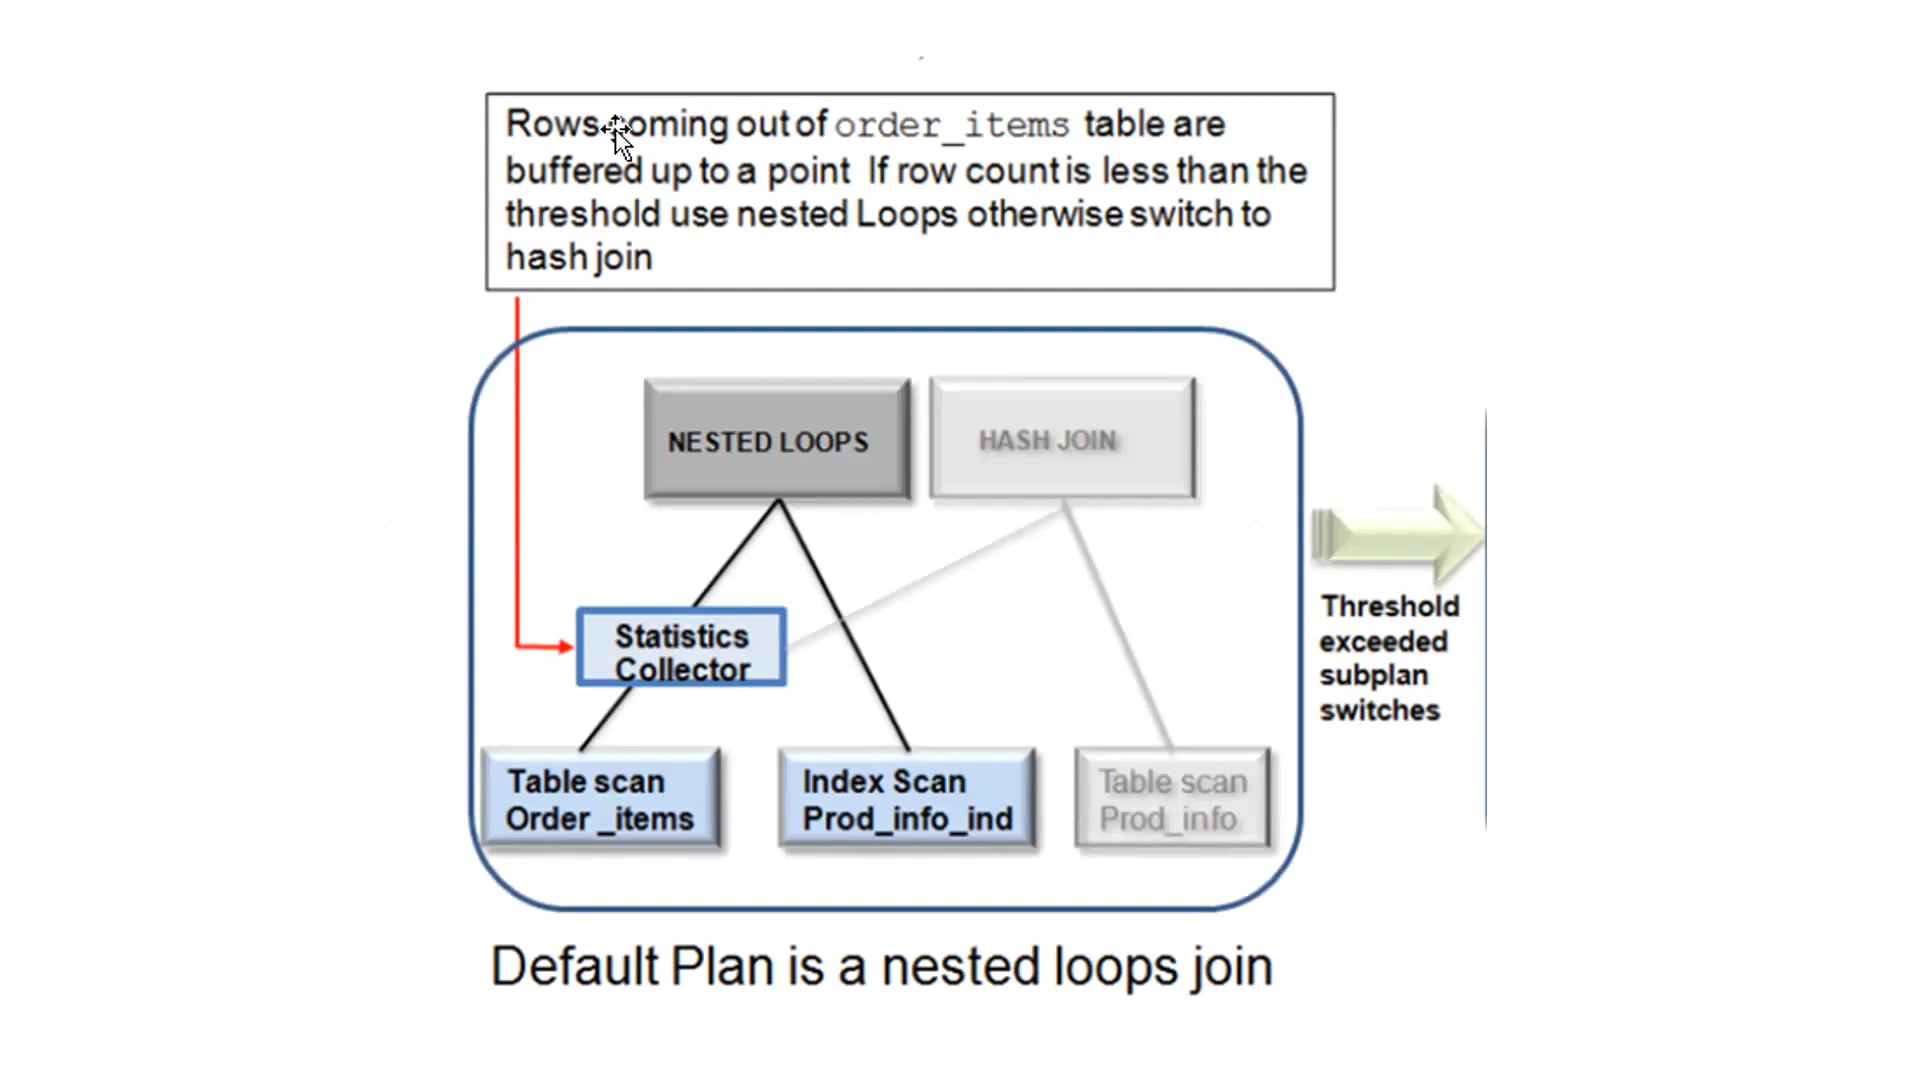 Rows coming out of order_items table are
buffered up to a point If row count is less than the
threshold use nested Loops otherwise switch to
hash join
NESTED LOOPS
HASH JOIN
Statistics
Collector
Threshold
exceeded
subplan
switches
Table scan
Order _items
Index Scan
Prod_info_ind
Table scan
Prod_info
Default Plan is a nested loops join